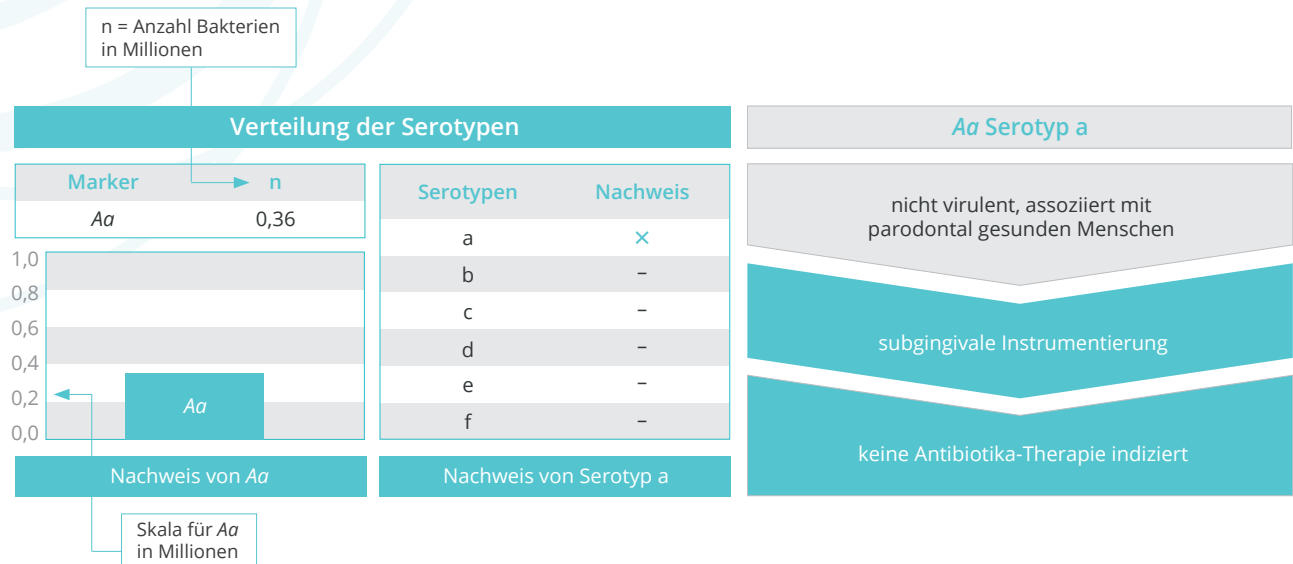 n = Anzahl Bakterien
in Millionen
Verteilung der Serotypen
Marker n
Aa 0,36
1,0
0,8
0,6
0,4
0,2
0,0
Aa
Nachweis von Aa
Skala für Aa
in Millionen
Serotypen Nachweis
a ×
b –
c –
d –
e –
f –
Nachweis von Serotyp a
Aa Serotyp a
nicht virulent, assoziiert mit
parodontal gesunden Menschen
subgingivale Instrumentierung
keine Antibiotika-Therapie indiziert